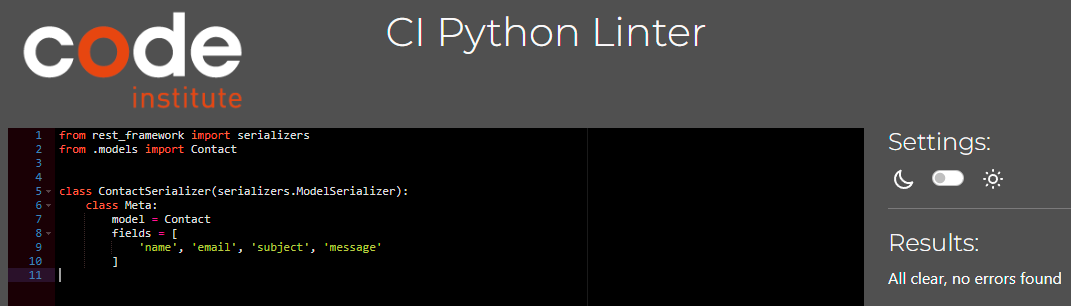 code
institute
CI Python Linter
1 from rest_framework import serializers
2 from .models import Contact
3
4
5 class ContactSerializer(serializers.ModelSerializer):
6     class Meta:
7         model = Contact
8         fields = [
9             'name', 'email', 'subject', 'message'
10         ]
11
Settings:
Results:
All clear, no errors found